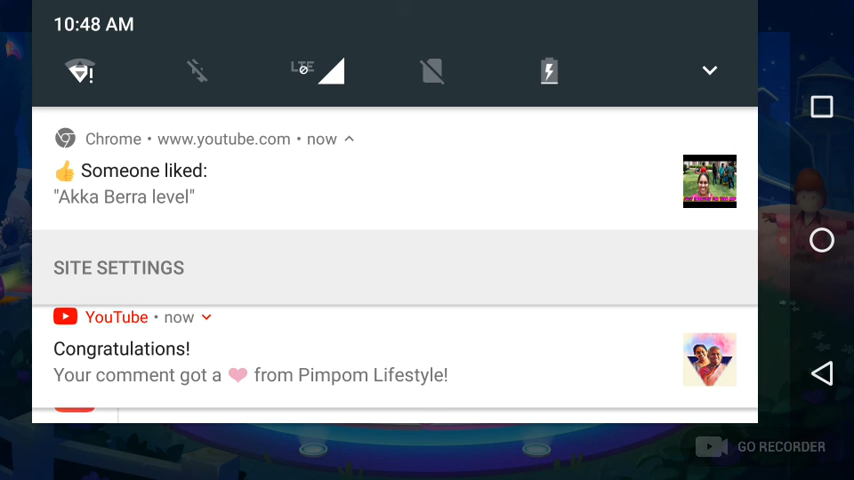 10:48 AM
LTE
Chrome • www.youtube.com • now
👍 Someone liked:
"Akka Berra level"
SITE SETTINGS
YouTube • now
Congratulations!
Your comment got a 💗 from Pimpom Lifestyle!
GO RECORDER